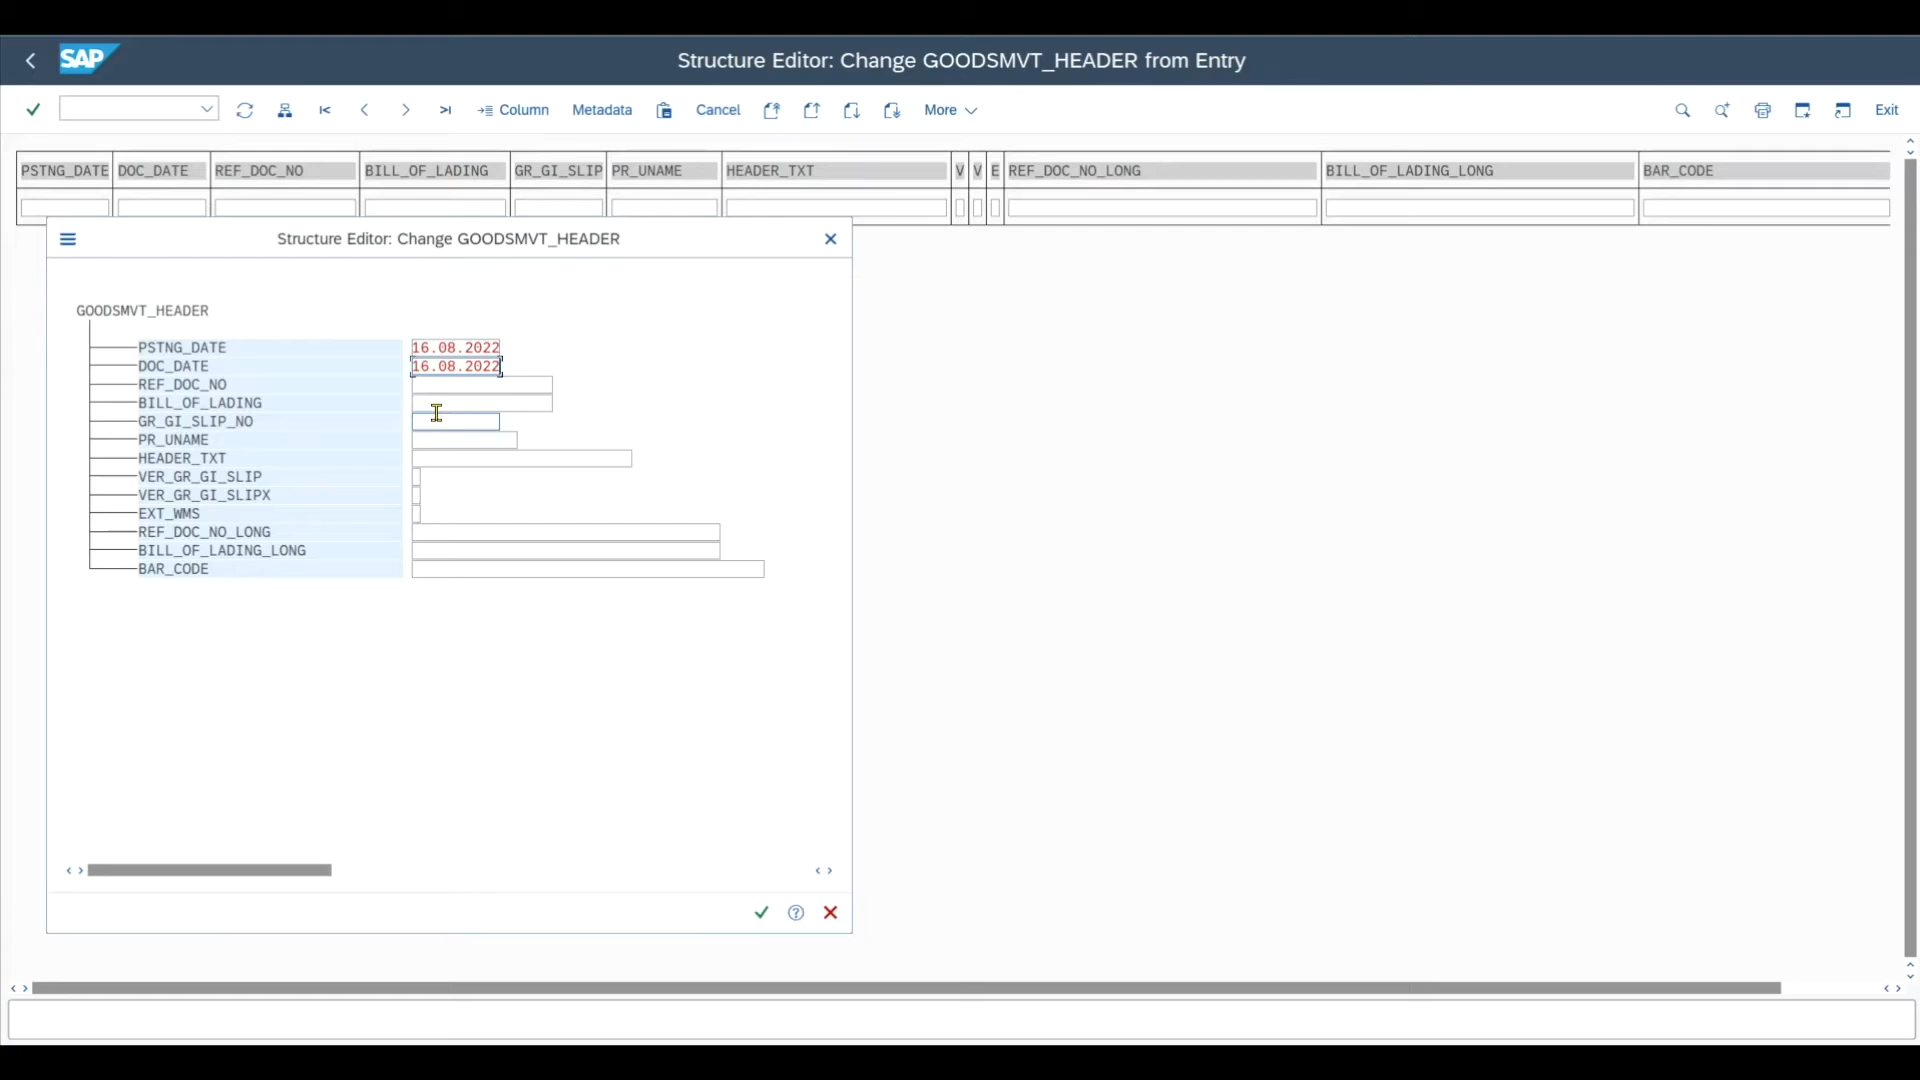 SAP
Structure Editor: Change GOODSMVT_HEADER from Entry
Column Metadata Cancel More Exit
PSTNG_DATE DOC_DATE REF_DOC_NO BILL_OF_LADING GR_GI_SLIP PR_UNAME HEADER_TXT V V E REF_DOC_NO_LONG BILL_OF_LADING_LONG BAR_CODE
Structure Editor: Change GOODSMVT_HEADER
GOODSMVT_HEADER
PSTNG_DATE 16.08.2022
DOC_DATE 16.08.2022
REF_DOC_NO
BILL_OF_LADING
GR_GI_SLIP_NO
PR_UNAME
HEADER_TXT
VER_GR_GI_SLIP
VER_GR_GI_SLIPX
EXT_WMS
REF_DOC_NO_LONG
BILL_OF_LADING_LONG
BAR_CODE